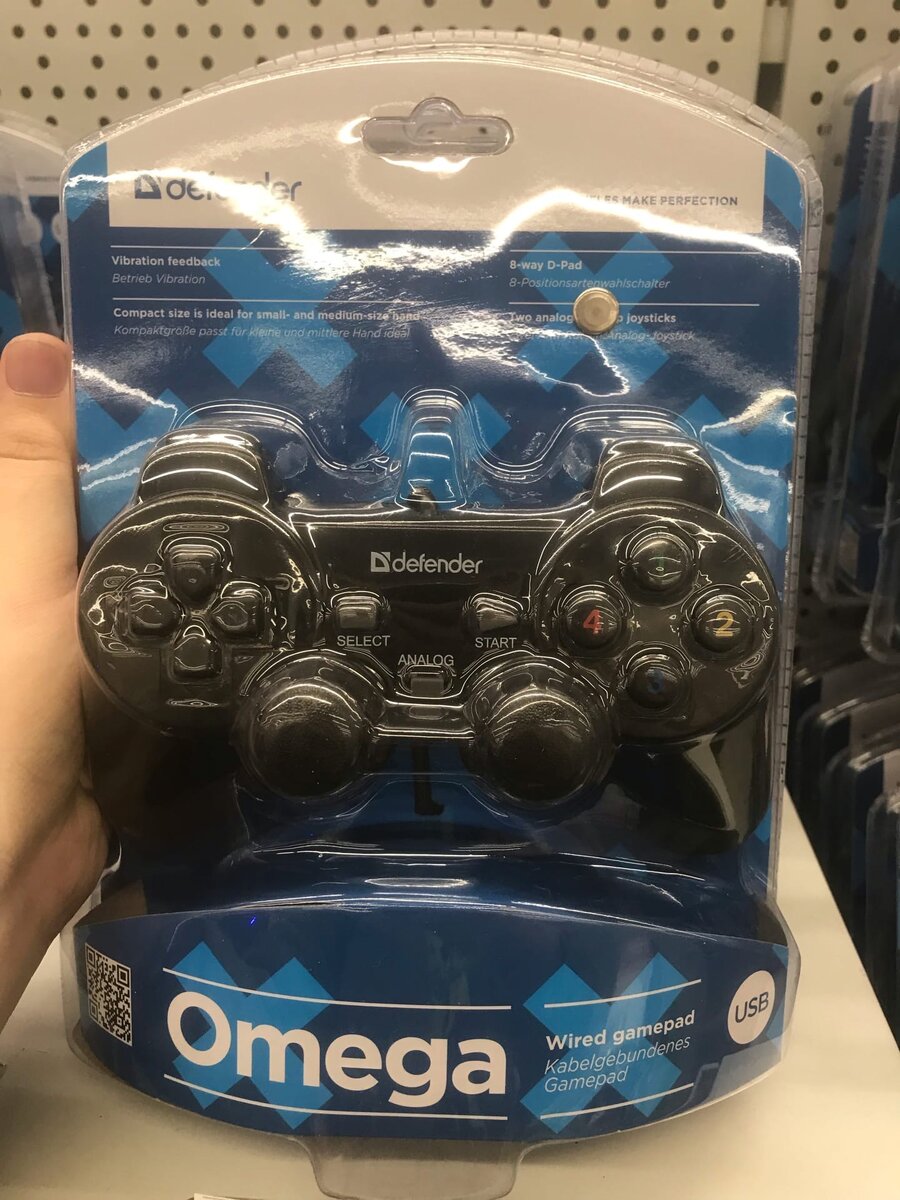 defender
MAKE PERFECTION
Vibration feedback
Betrieb Vibration
8-way D-Pad
8-Positionsartenwahlschalter
Compact size is ideal for small- and medium-size hand
Kompaktgröße passt für kleine und mittlere Hand ideal
Two analog joysticks
Analog-Joystick
defender
SELECT
START
ANALOG
4
2
3
Omega
Wired gamepad
Kabelgebundenes
Gamepad
USB